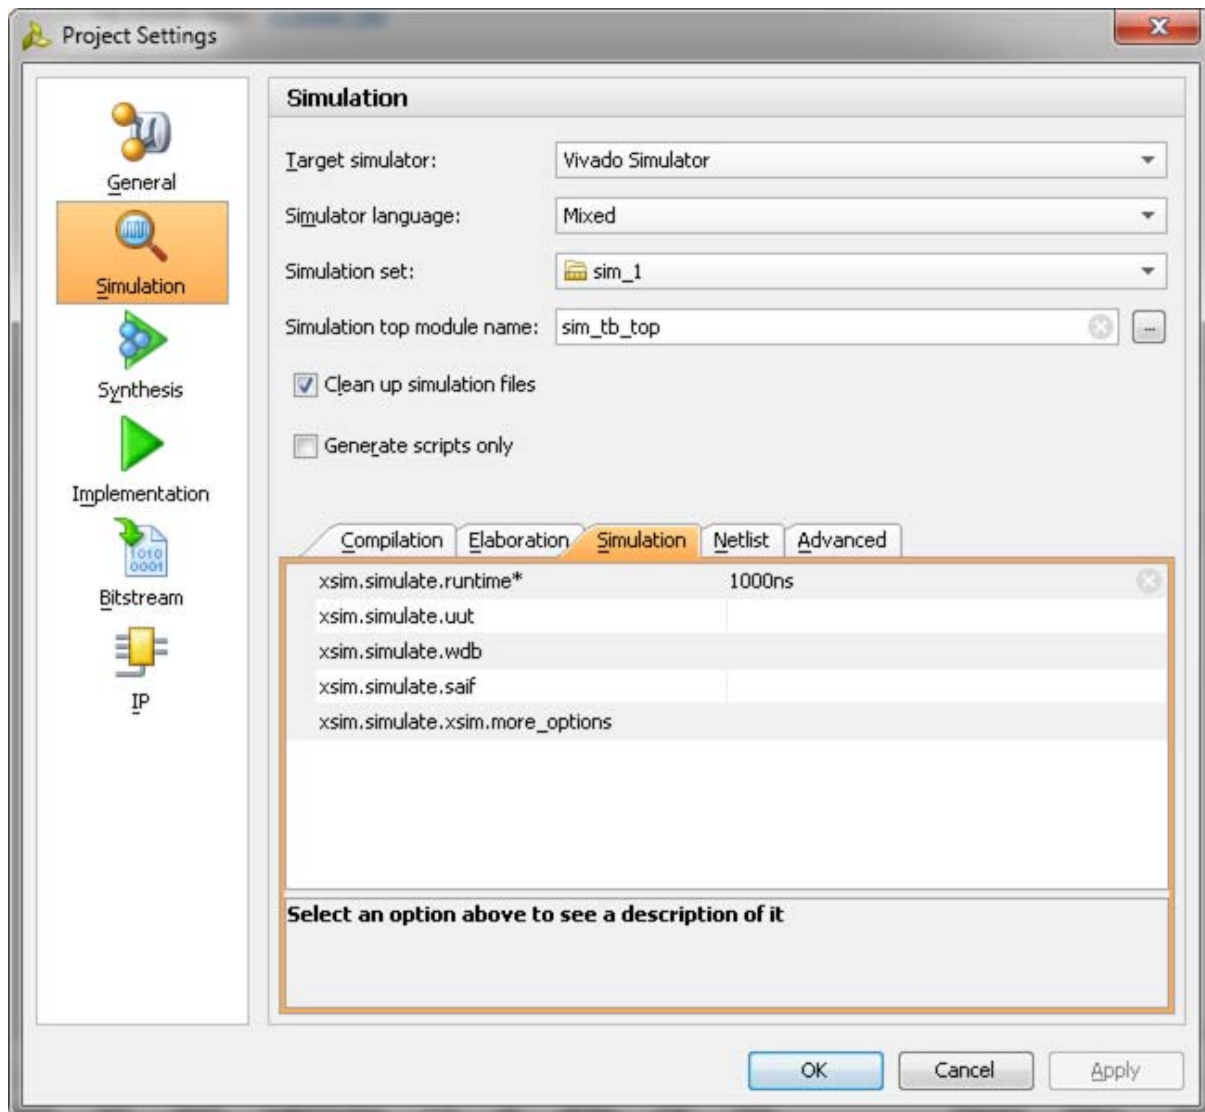 Project Settings
General
Simulation
Synthesis
Implementation
Bitstream
IP
Simulation
Target simulator: Vivado Simulator
Simulator language: Mixed
Simulation set: sim_1
Simulation top module name: sim_tb_top ...
Clean up simulation files
Generate scripts only
Compilation Elaboration Simulation Netlist Advanced
xsim.simulate.runtime* 1000ns
xsim.simulate.uut
xsim.simulate.wdb
xsim.simulate.saif
xsim.simulate.xsim.more_options
Select an option above to see a description of it
OK Cancel Apply